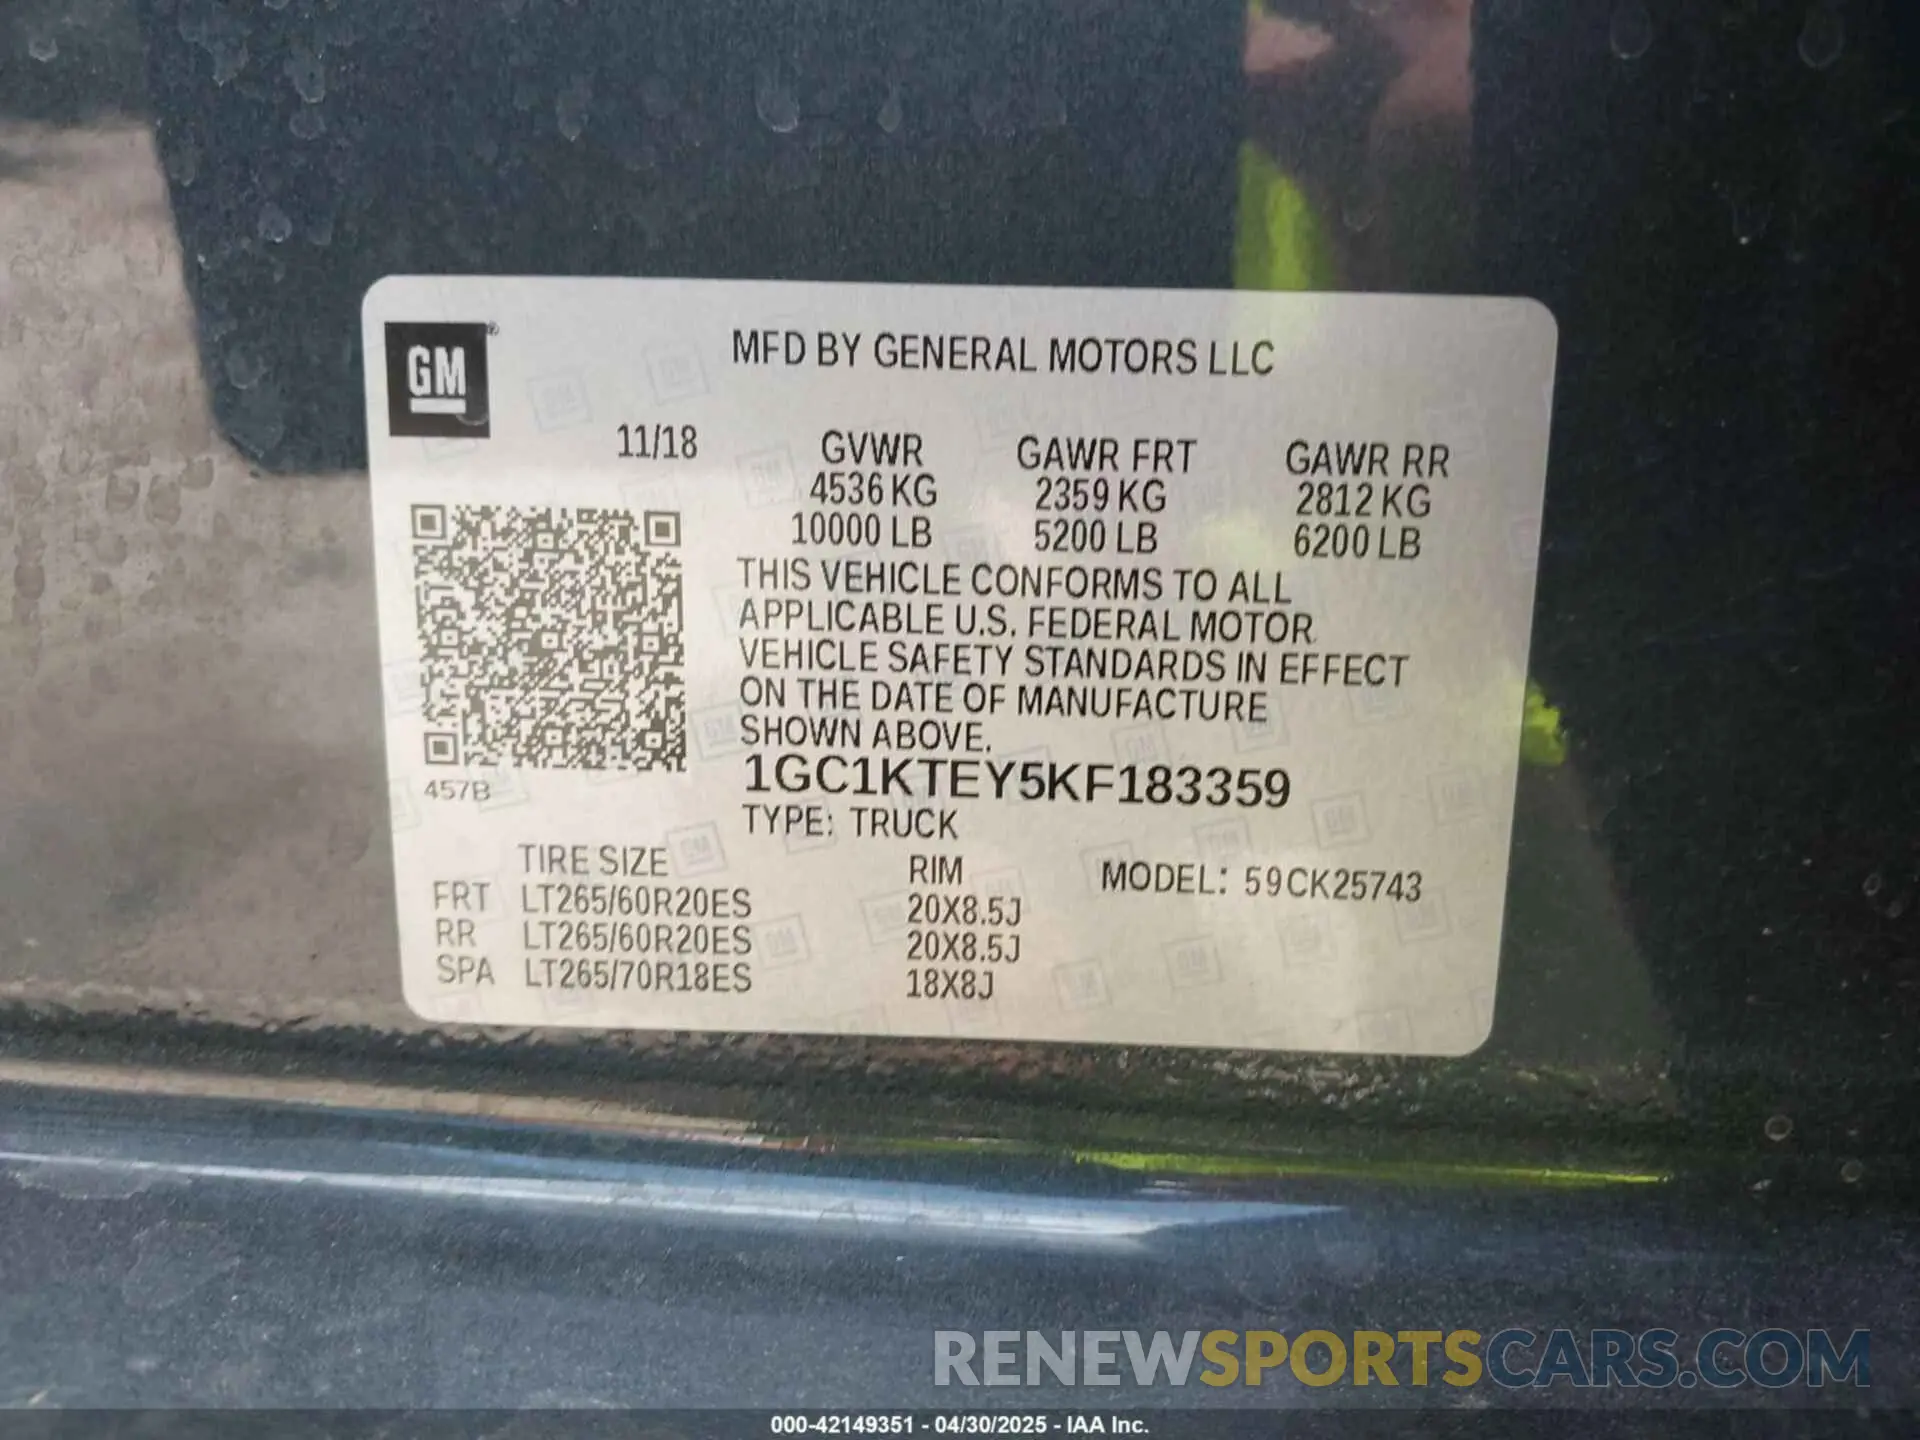 GM®
MFD BY GENERAL MOTORS LLC
11/18 GVWR GAWR FRT GAWR RR
4536 KG 2359 KG 2812 KG
10000 LB 5200 LB 6200 LB
THIS VEHICLE CONFORMS TO ALL
APPLICABLE U.S. FEDERAL MOTOR
VEHICLE SAFETY STANDARDS IN EFFECT
ON THE DATE OF MANUFACTURE
SHOWN ABOVE.
457B
1GC1KTEY5KF183359
TYPE: TRUCK
TIRE SIZE RIM MODEL: 59CK25743
FRT LT265/60R20ES 20X8.5J
RR LT265/60R20ES 20X8.5J
SPA LT265/70R18ES 18X8J
RENEWSPORTSCARS.COM
000-42149351 - 04/30/2025 - IAA Inc.